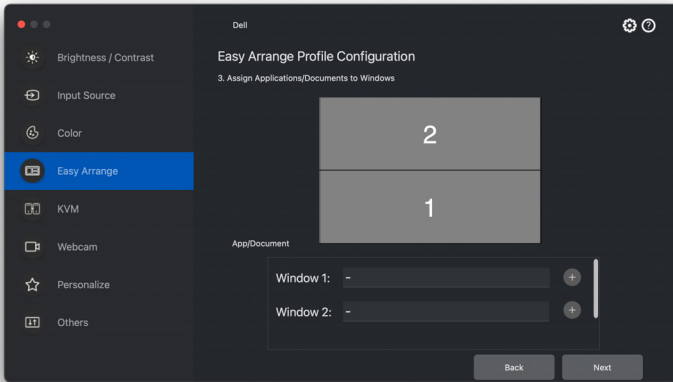 Dell
Brightness / Contrast
Input Source
Color
Easy Arrange
KVM
Webcam
Personalize
Others
Easy Arrange Profile Configuration
3. Assign Applications/Documents to Windows
2
1
App/Document
Window 1: -
Window 2: -
Back Next